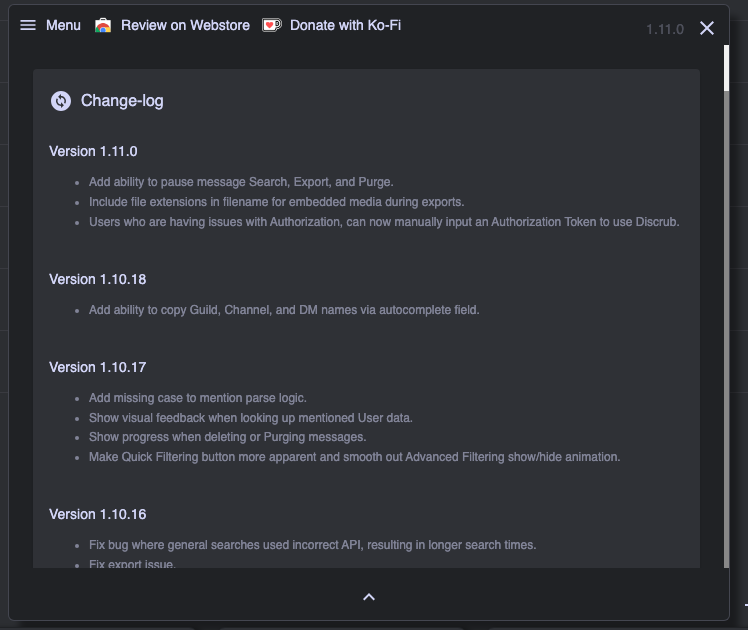 Menu Review on Webstore Donate with Ko-Fi 1.11.0
Change-log
Version 1.11.0
Add ability to pause message Search, Export, and Purge.
Include file extensions in filename for embedded media during exports.
Users who are having issues with Authorization, can now manually input an Authorization Token to use Discrub.
Version 1.10.18
Add ability to copy Guild, Channel, and DM names via autocomplete field.
Version 1.10.17
Add missing case to mention parse logic.
Show visual feedback when looking up mentioned User data.
Show progress when deleting or Purging messages.
Make Quick Filtering button more apparent and smooth out Advanced Filtering show/hide animation.
Version 1.10.16
Fix bug where general searches used incorrect API, resulting in longer search times.
Fix export issue.